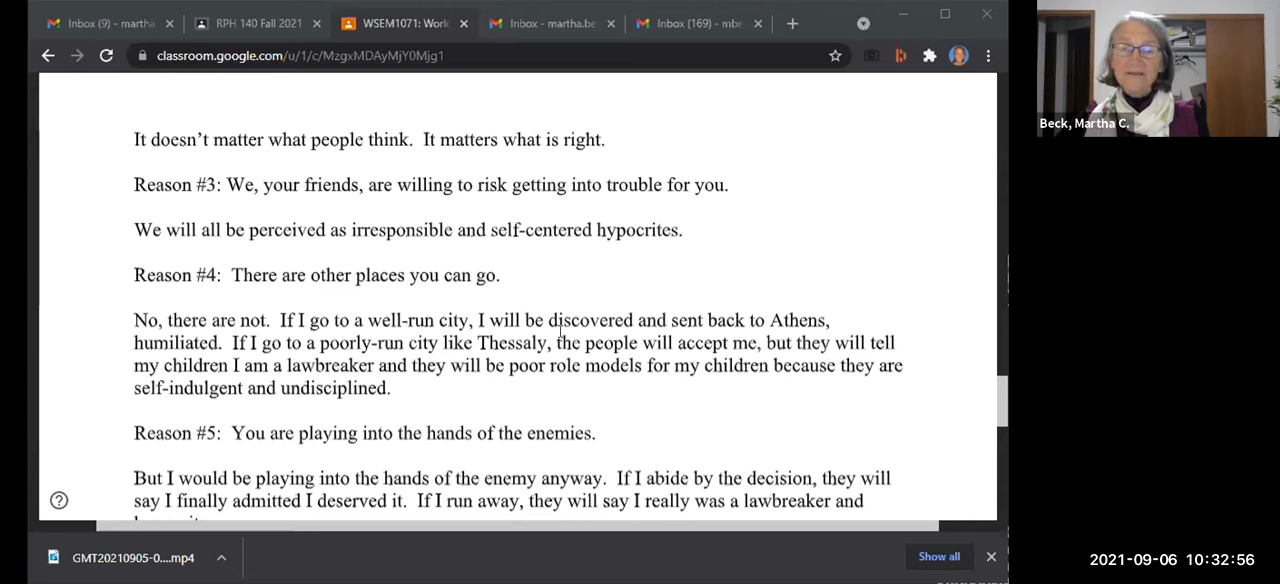 Inbox (9) - martha
RPH 140 Fall 2021
WSEM1071: Work
Inbox - martha.be
Inbox (169) - mbe
classroom.google.com/u/1/c/MzgxMDAyMjY0Mjg1
Beck, Martha C.
It doesn't matter what people think. It matters what is right.
Reason #3: We, your friends, are willing to risk getting into trouble for you.
We will all be perceived as irresponsible and self-centered hypocrites.
Reason #4: There are other places you can go.
No, there are not. If I go to a well-run city, I will be discovered and sent back to Athens,
humiliated. If I go to a poorly-run city like Thessaly, the people will accept me, but they will tell
my children I am a lawbreaker and they will be poor role models for my children because they are
self-indulgent and undisciplined.
Reason #5: You are playing into the hands of the enemies.
But I would be playing into the hands of the enemy anyway. If I abide by the decision, they will
say I finally admitted I deserved it. If I run away, they will say I really was a lawbreaker and
GMT20210905-0....mp4
Show all
2021-09-06 10:32:56